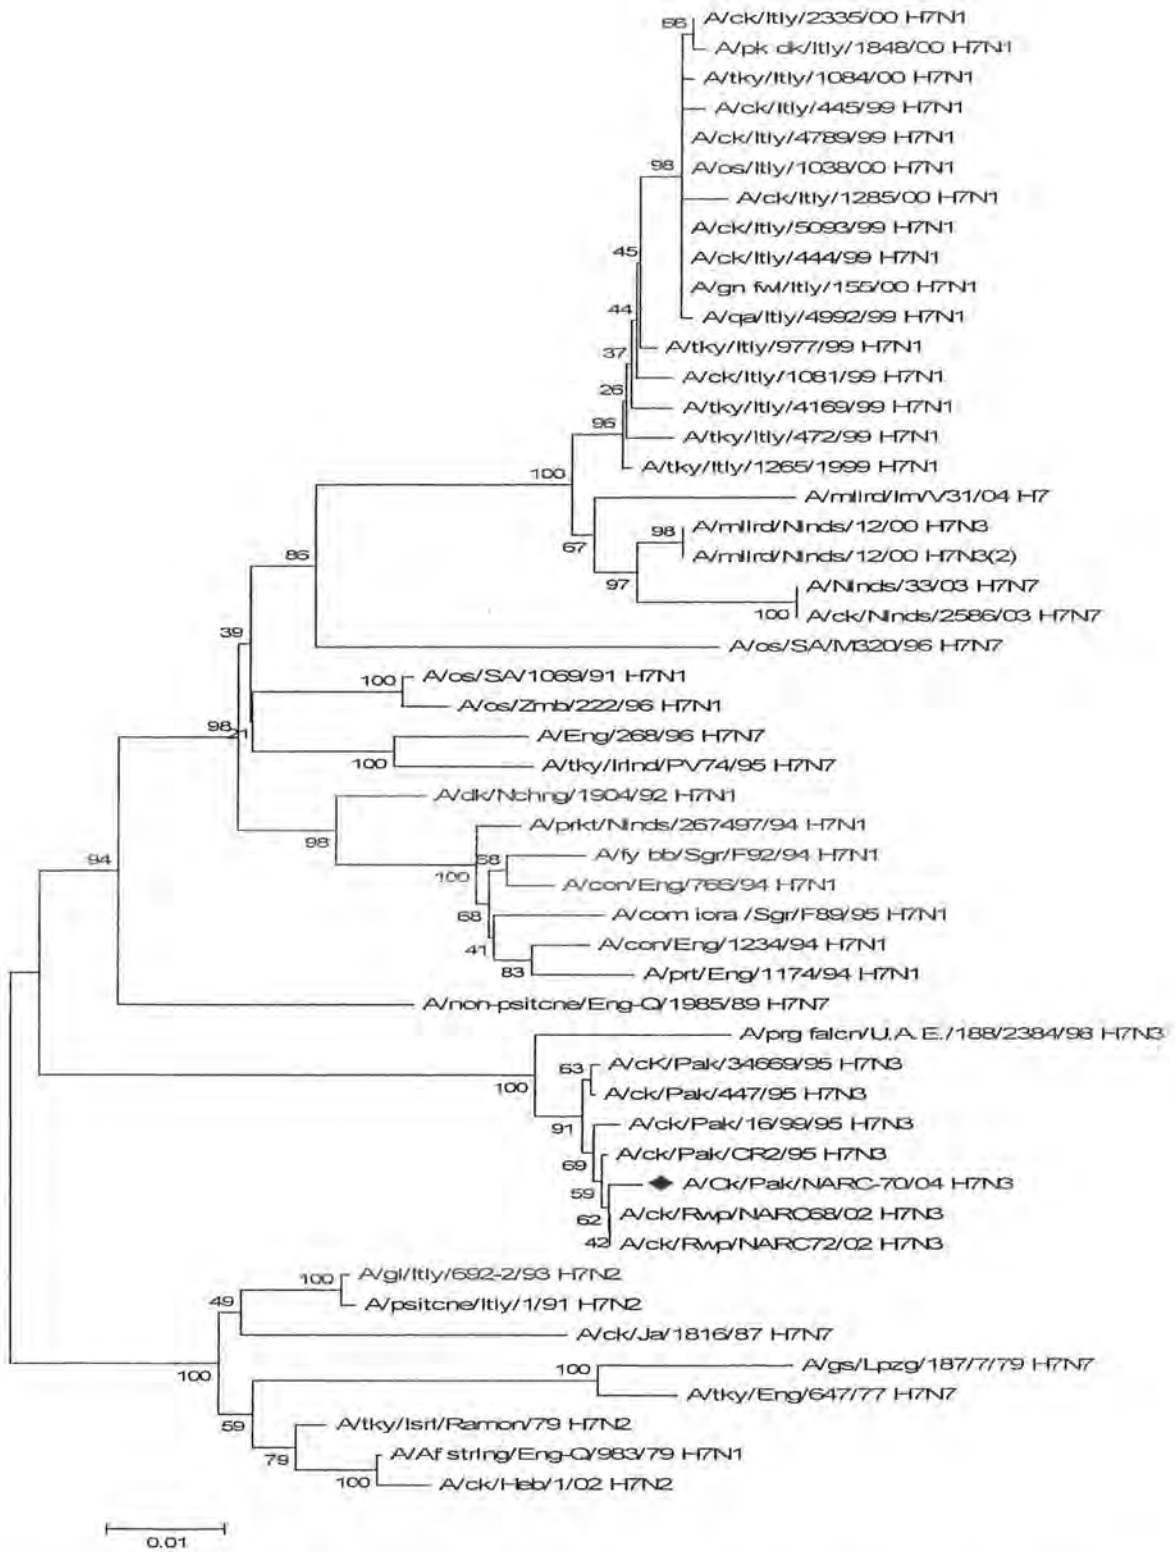 66 A/ck/Itly/2335/00 H7N1
A/pk dk/Itly/1848/00 H7N1
A/tky/Itly/1084/00 H7N1
A/ck/Itly/445/99 H7N1
A/ck/Itly/4789/99 H7N1
98 A/os/Itly/1038/00 H7N1
A/ck/Itly/1285/00 H7N1
A/ck/Itly/5093/99 H7N1
45 A/ck/Itly/444/99 H7N1
A/gn fwl/Itly/155/00 H7N1
44 A/qa/Itly/4992/99 H7N1
37 A/tky/Itly/977/99 H7N1
A/ck/Itly/1081/99 H7N1
26 A/tky/Itly/4169/99 H7N1
96 A/tky/Itly/472/99 H7N1
100 A/tky/Itly/1265/1999 H7N1
A/mllrd/Im/V31/04 H7
98 A/mllrd/Nlnds/12/00 H7N3
67 A/mllrd/Nlnds/12/00 H7N3(2)
97 A/Nlnds/33/03 H7N7
100 A/ck/Nlnds/2586/03 H7N7
86
39 A/os/SA/M320/96 H7N7
100 A/os/SA/1069/91 H7N1
A/os/Zmb/222/96 H7N1
98 21 A/Eng/268/96 H7N7
100 A/tky/Irlnd/PV74/95 H7N7
A/dk/Nchng/1904/92 H7N1
98 A/prkt/Nlnds/267497/94 H7N1
94 100 68 A/fy bb/Sgr/F92/94 H7N1
A/con/Eng/766/94 H7N1
68 A/com iora /Sgr/F89/95 H7N1
41 A/con/Eng/1234/94 H7N1
83 A/prt/Eng/1174/94 H7N1
A/non-psitcne/Eng-Q/1985/89 H7N7
A/prg falcn/U.A.E./188/2384/98 H7N3
100 63 A/cK/Pak/34669/95 H7N3
A/ck/Pak/447/95 H7N3
91 A/ck/Pak/16/99/95 H7N3
69 A/ck/Pak/CR2/95 H7N3
59 A/Ck/Pak/NARC-70/04 H7N3
62 A/ck/Rwp/NARC68/02 H7N3
42 A/ck/Rwp/NARC72/02 H7N3
100 A/gl/Itly/692-2/93 H7N2
49 A/psitcne/Itly/1/91 H7N2
A/ck/Ja/1816/87 H7N7
100 100 A/gs/Lpzg/187/7/79 H7N7
A/tky/Eng/647/77 H7N7
59 A/tky/Isrl/Ramon/79 H7N2
79 A/Af strlng/Eng-Q/983/79 H7N1
100 A/ck/Heb/1/02 H7N2
0.01